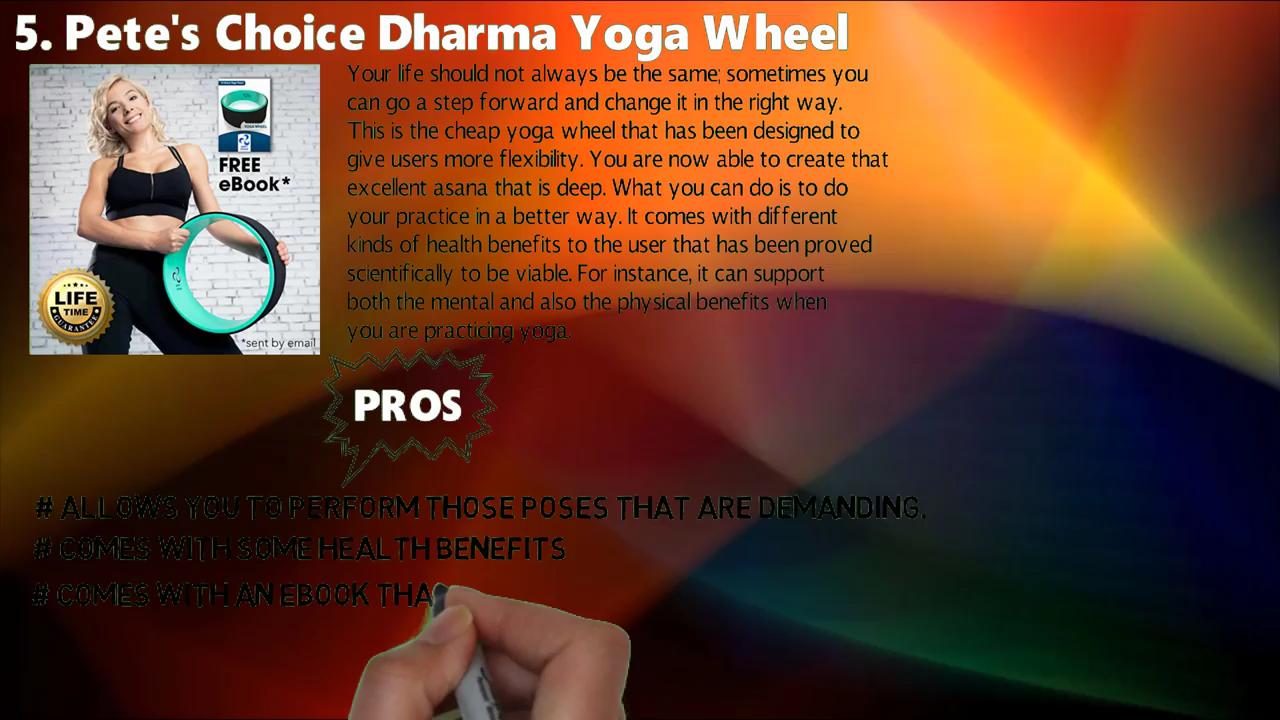 5. Pete's Choice Dharma Yoga Wheel
Your life should not always be the same; sometimes you
can go a step forward and change it in the right way.
This is the cheap yoga wheel that has been designed to
give users more flexibility. You are now able to create that
excellent asana that is deep. What you can do is to do
your practice in a better way. It comes with different
kinds of health benefits to the user that has been proved
scientifically to be viable. For instance, it can support
both the mental and also the physical benefits when
you are practicing yoga.
YOGA WHEEL
FREE
eBook*
LIFE
TIME
GUARANTEE
*sent by email
PROS
# ALLOWS YOU TO PERFORM THOSE POSES THAT ARE DEMANDING.
# COMES WITH SOME HEALTH BENEFITS
# COMES WITH AN EBOOK THA